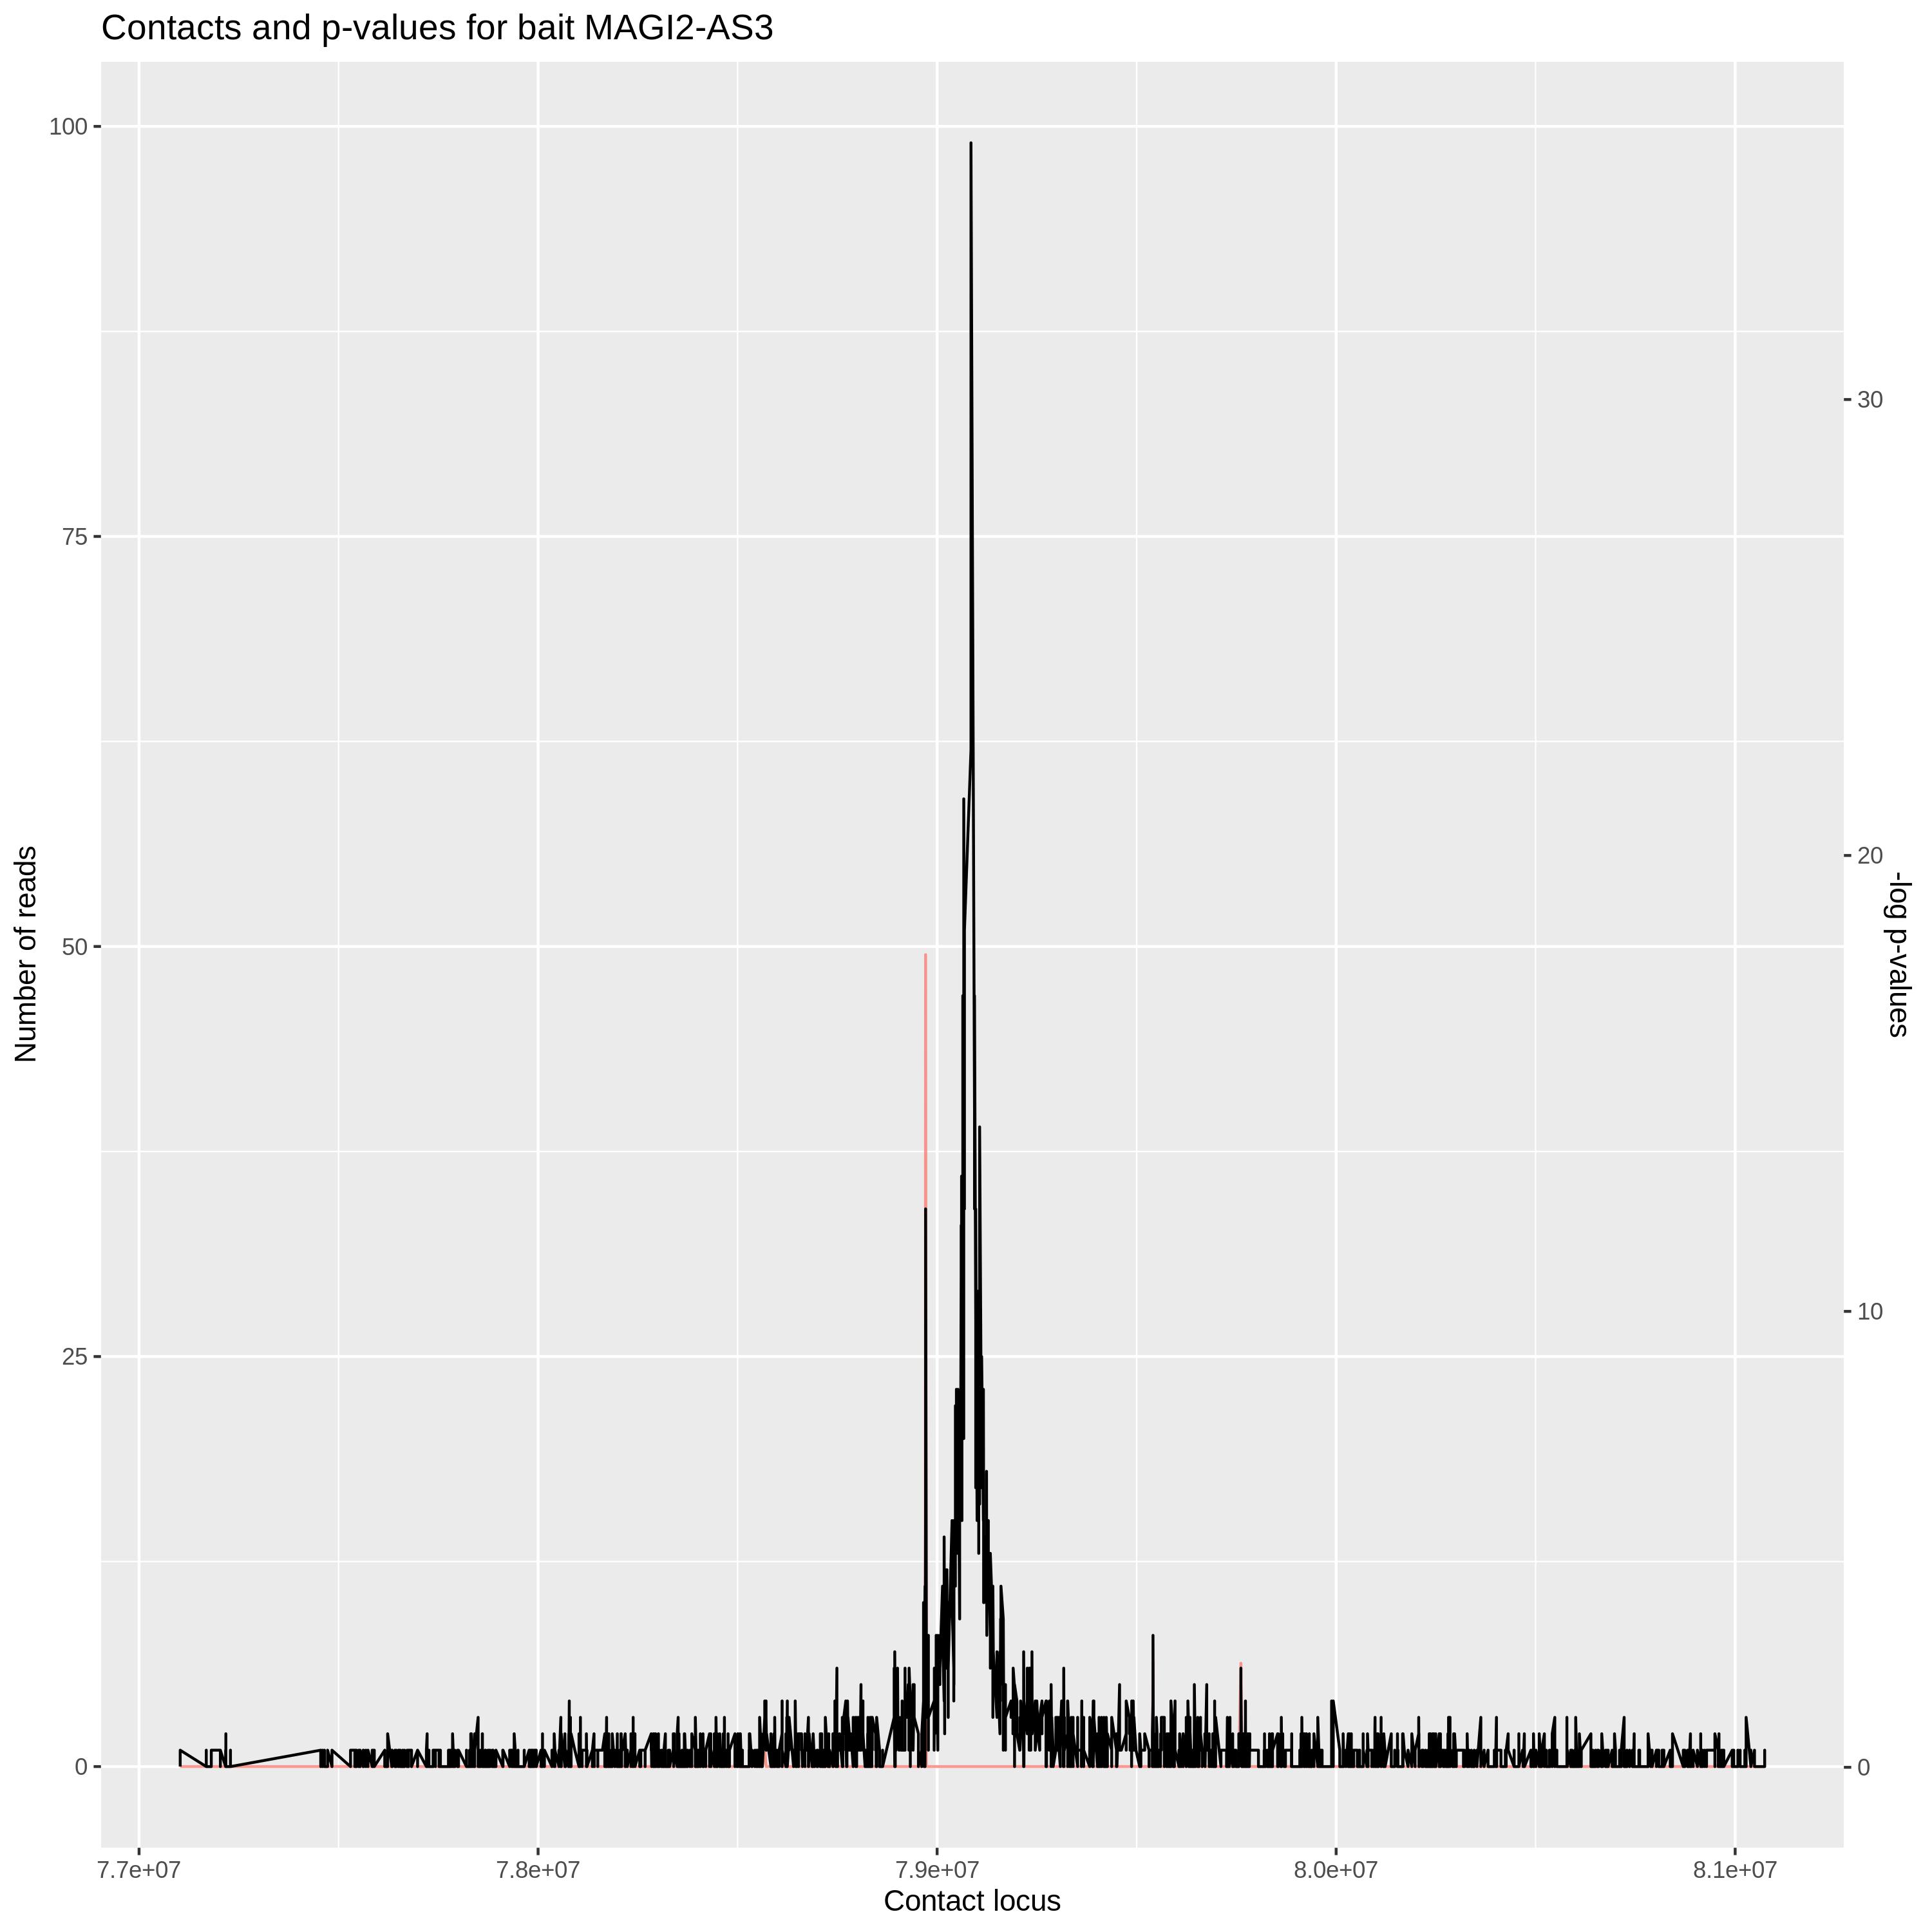 Contacts and p-values for bait MAGI2-AS3
100
75
50
25
0
Number of reads
30
20
10
0
-log p-values
7.7e+07 7.8e+07 7.9e+07 8.0e+07 8.1e+07
Contact locus